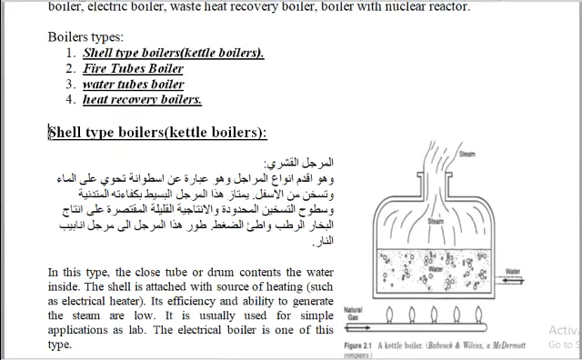 boiler, electric boiler, waste heat recovery boiler, boiler with nuclear reactor.
Boilers types:
1. Shell type boilers(kettle boilers).
2. Fire Tubes Boiler
3. water tubes boiler
4. heat recovery boilers.
Shell type boilers(kettle boilers):
المرجل القشري:
وهو اقدم انواع المراجل وهو عبارة عن اسطوانة تحوي على الماء
وتسخن من الاسفل. يمتاز هذا المرجل البسيط بكفاءته المتدنية
وسطوح التسخين المحدودة والانتاجية القليلة المقتصرة على انتاج
البخار الرطب واطئ الضغط. طور هذا المرجل الى مرجل انابيب
النار.
In this type, the close tube or drum contents the water
inside. The shell is attached with source of heating (such
as electrical heater). Its efficiency and ability to generate
the steam are low. It is usually used for simple
applications as lab. The electrical boiler is one of this
type.
Steam
Steam
Water
Water
Natural
Gas
Figure 2.1 A kettle boiler. (Babcock & Wilcox, a McDermott
company.)
Activ
Go to S